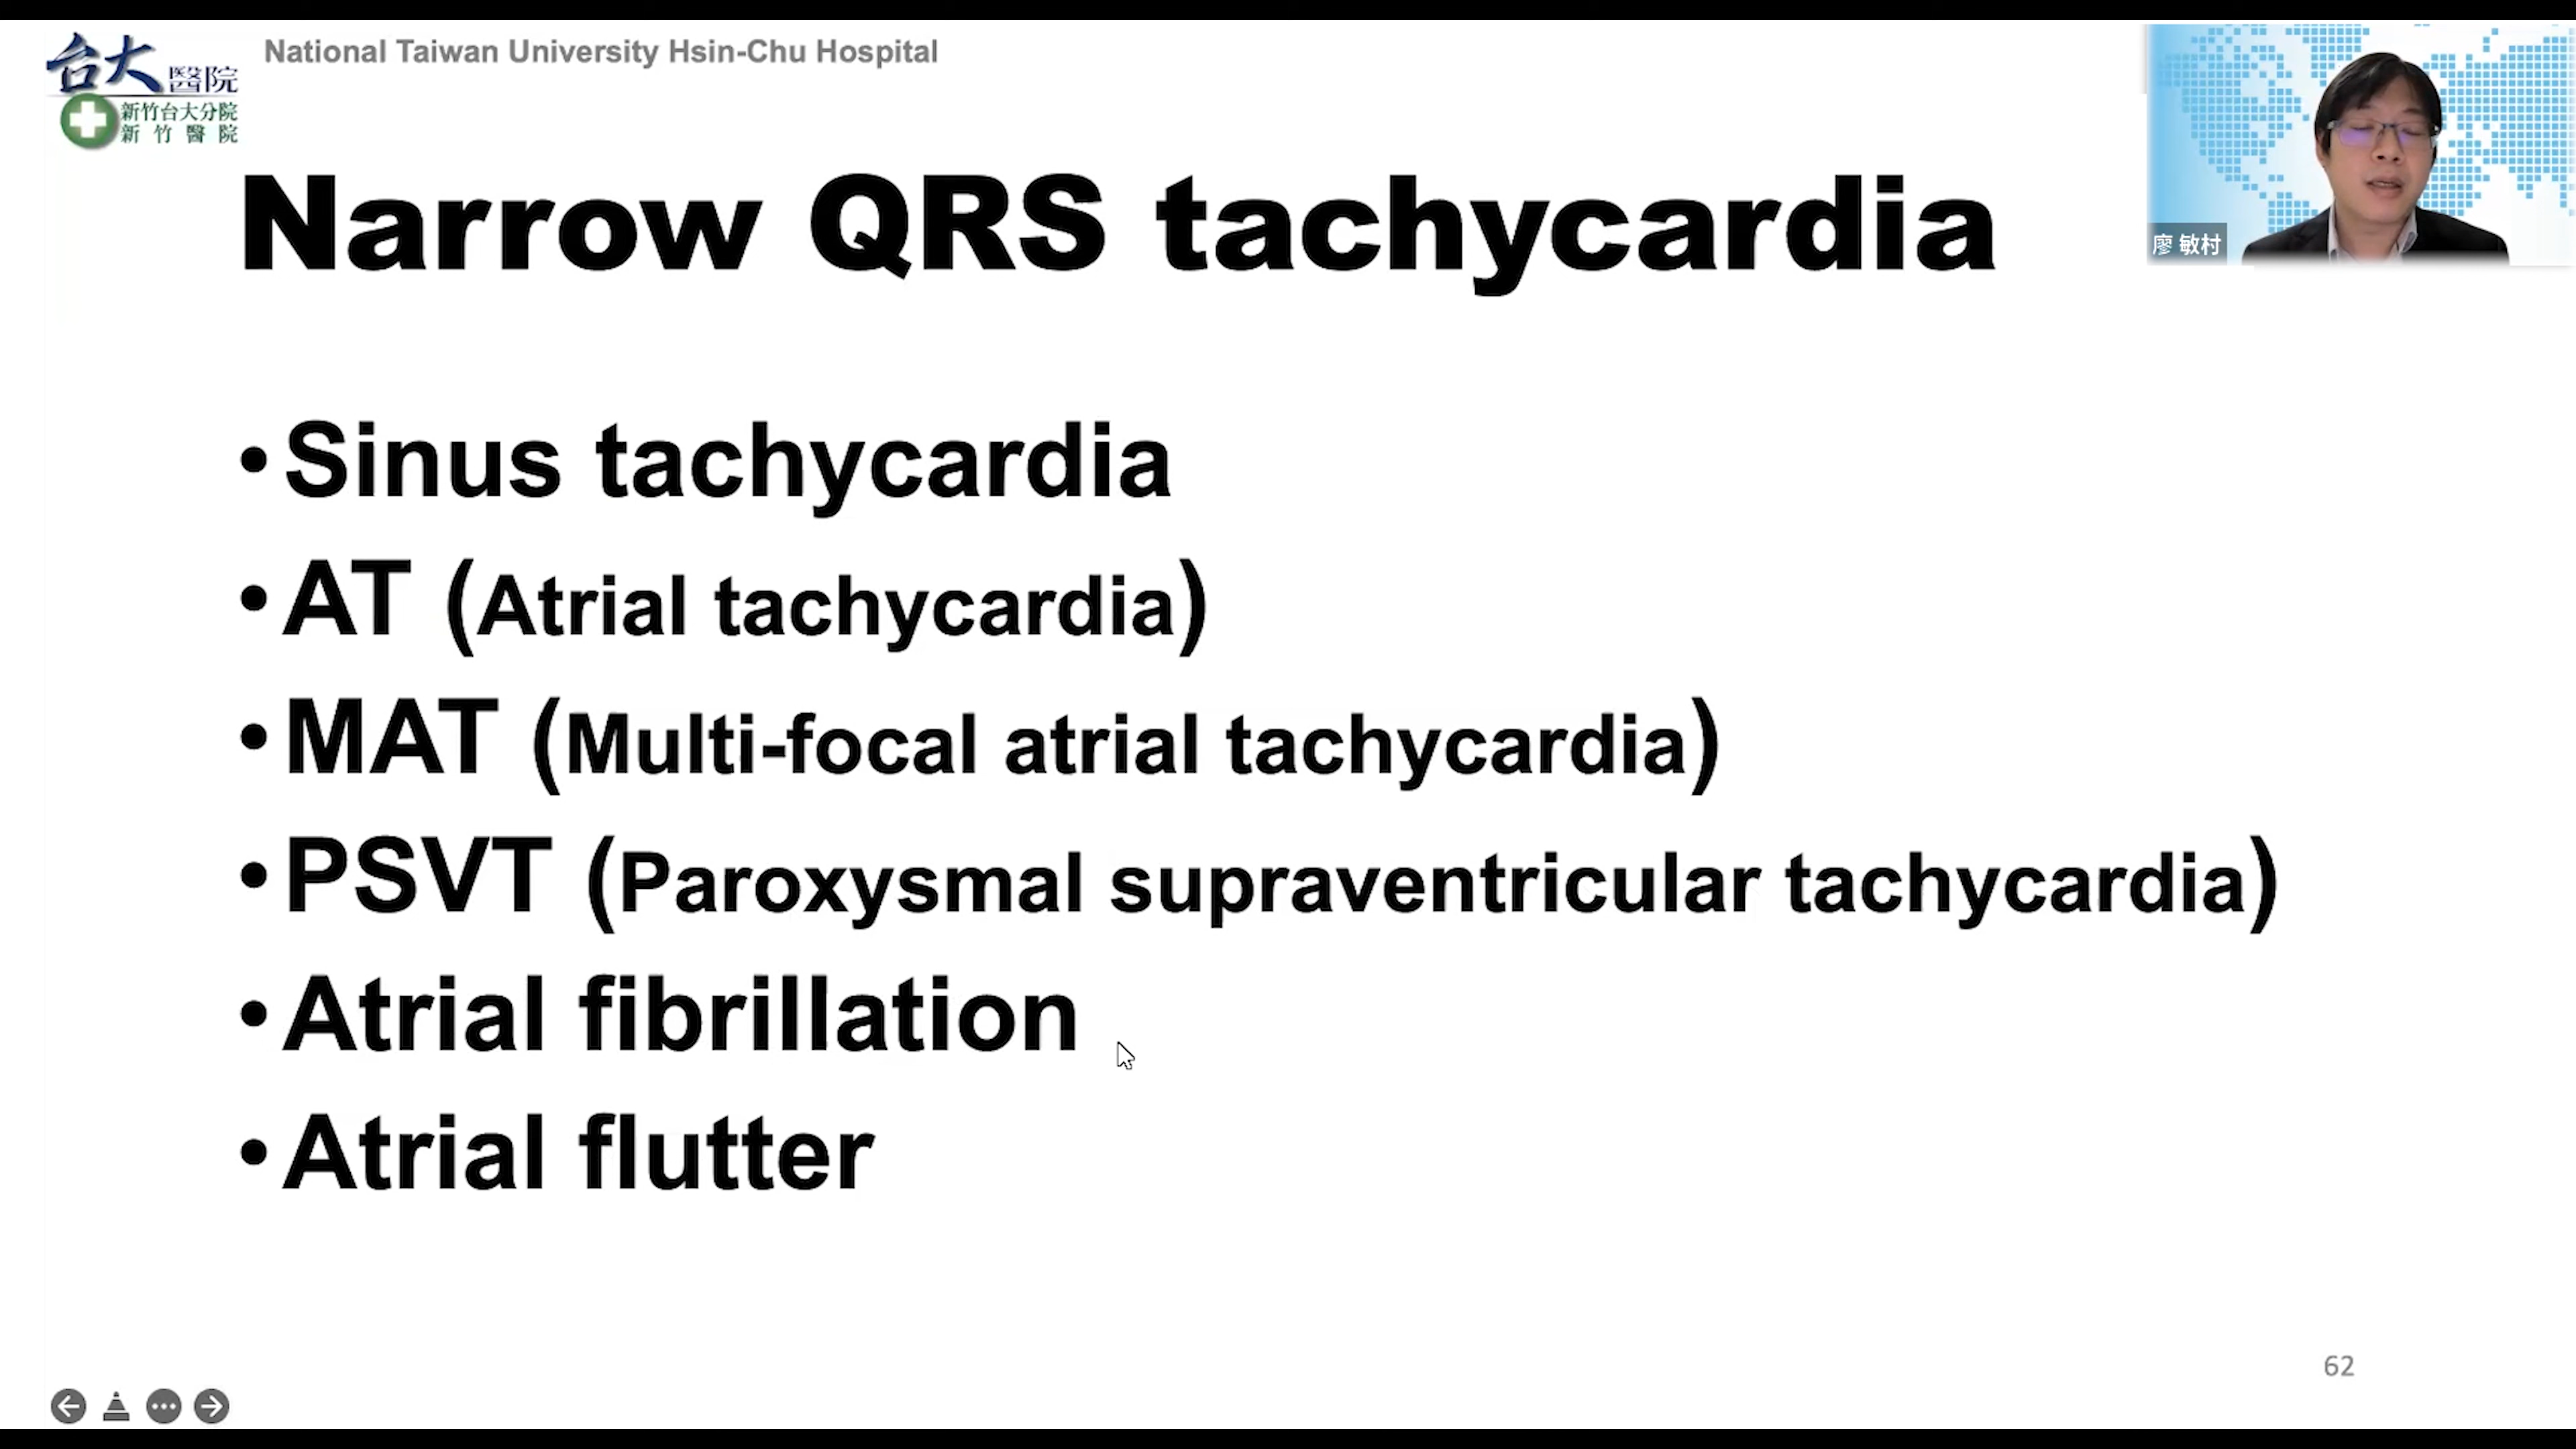 台大醫院
新竹台大分院
新竹醫院
National Taiwan University Hsin-Chu Hospital
廖 敏村
Narrow QRS tachycardia
•Sinus tachycardia
•AT (Atrial tachycardia)
•MAT (Multi-focal atrial tachycardia)
•PSVT (Paroxysmal supraventricular tachycardia)
•Atrial fibrillation
•Atrial flutter
62